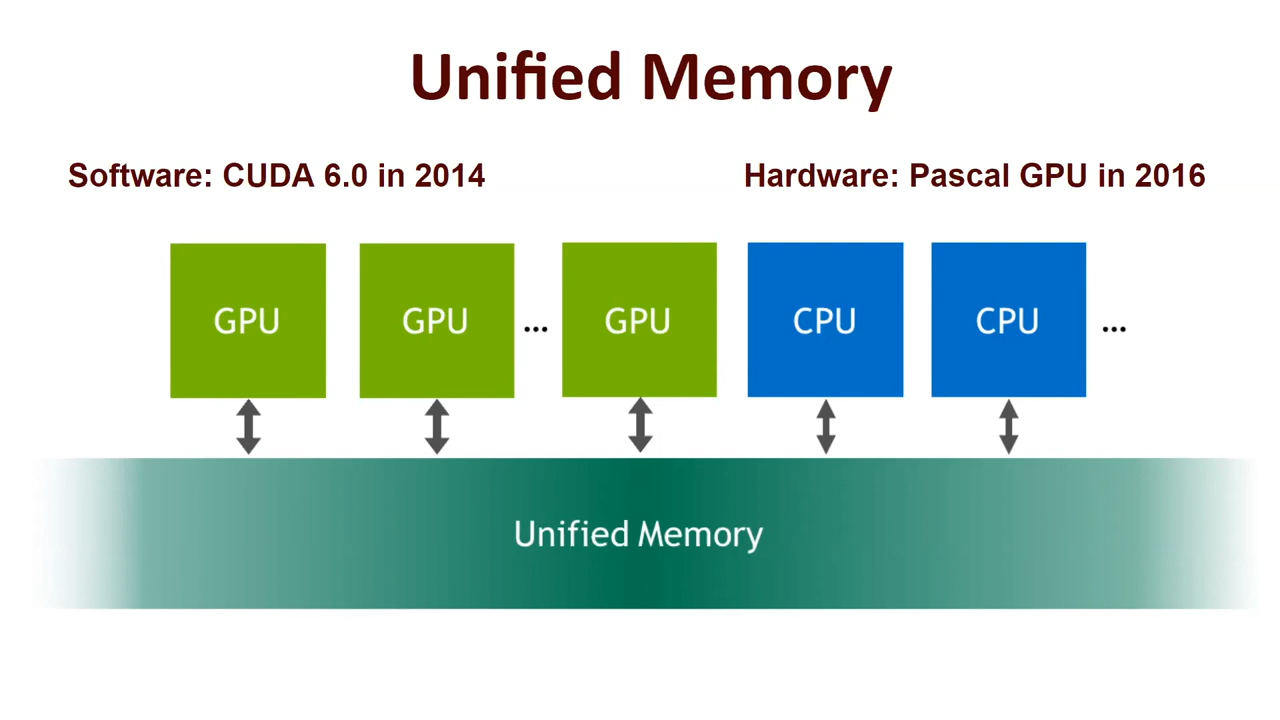 Unified Memory
Software: CUDA 6.0 in 2014
Hardware: Pascal GPU in 2016
GPU
GPU
...
GPU
CPU
CPU
...
Unified Memory